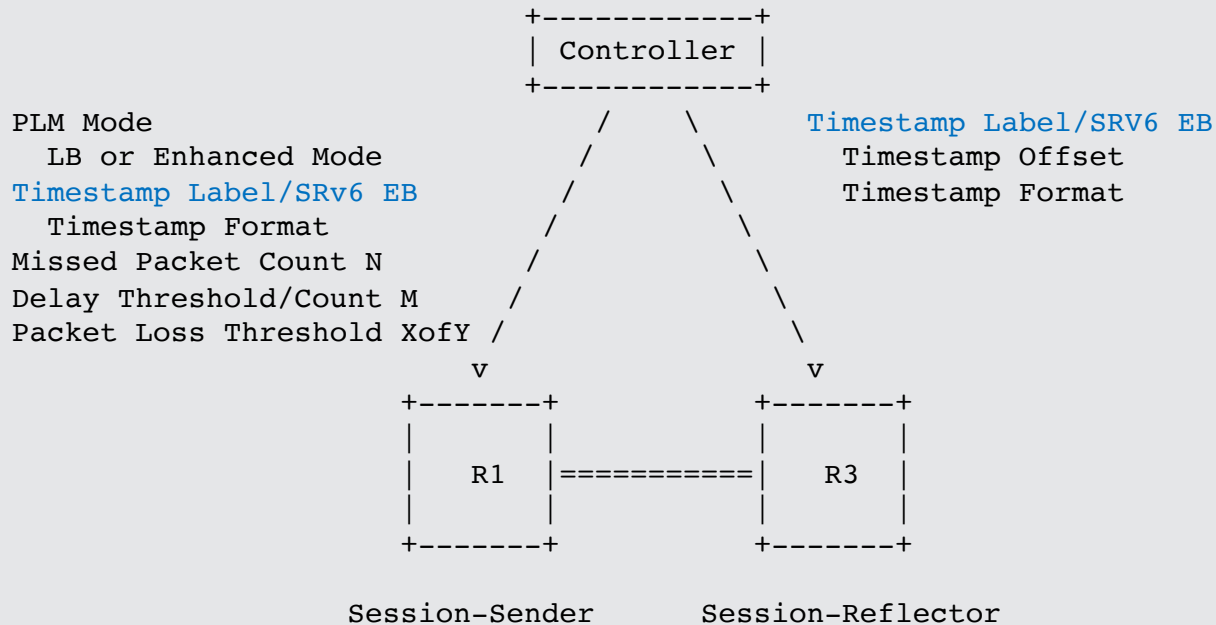 Controller
PLM Mode
LB or Enhanced Mode
Timestamp Label/SRv6 EB
Timestamp Format
Missed Packet Count N
Delay Threshold/Count M
Packet Loss Threshold XofY
Timestamp Label/SRV6 EB
Timestamp Offset
Timestamp Format
v v
R1 R3
Session-Sender Session-Reflector